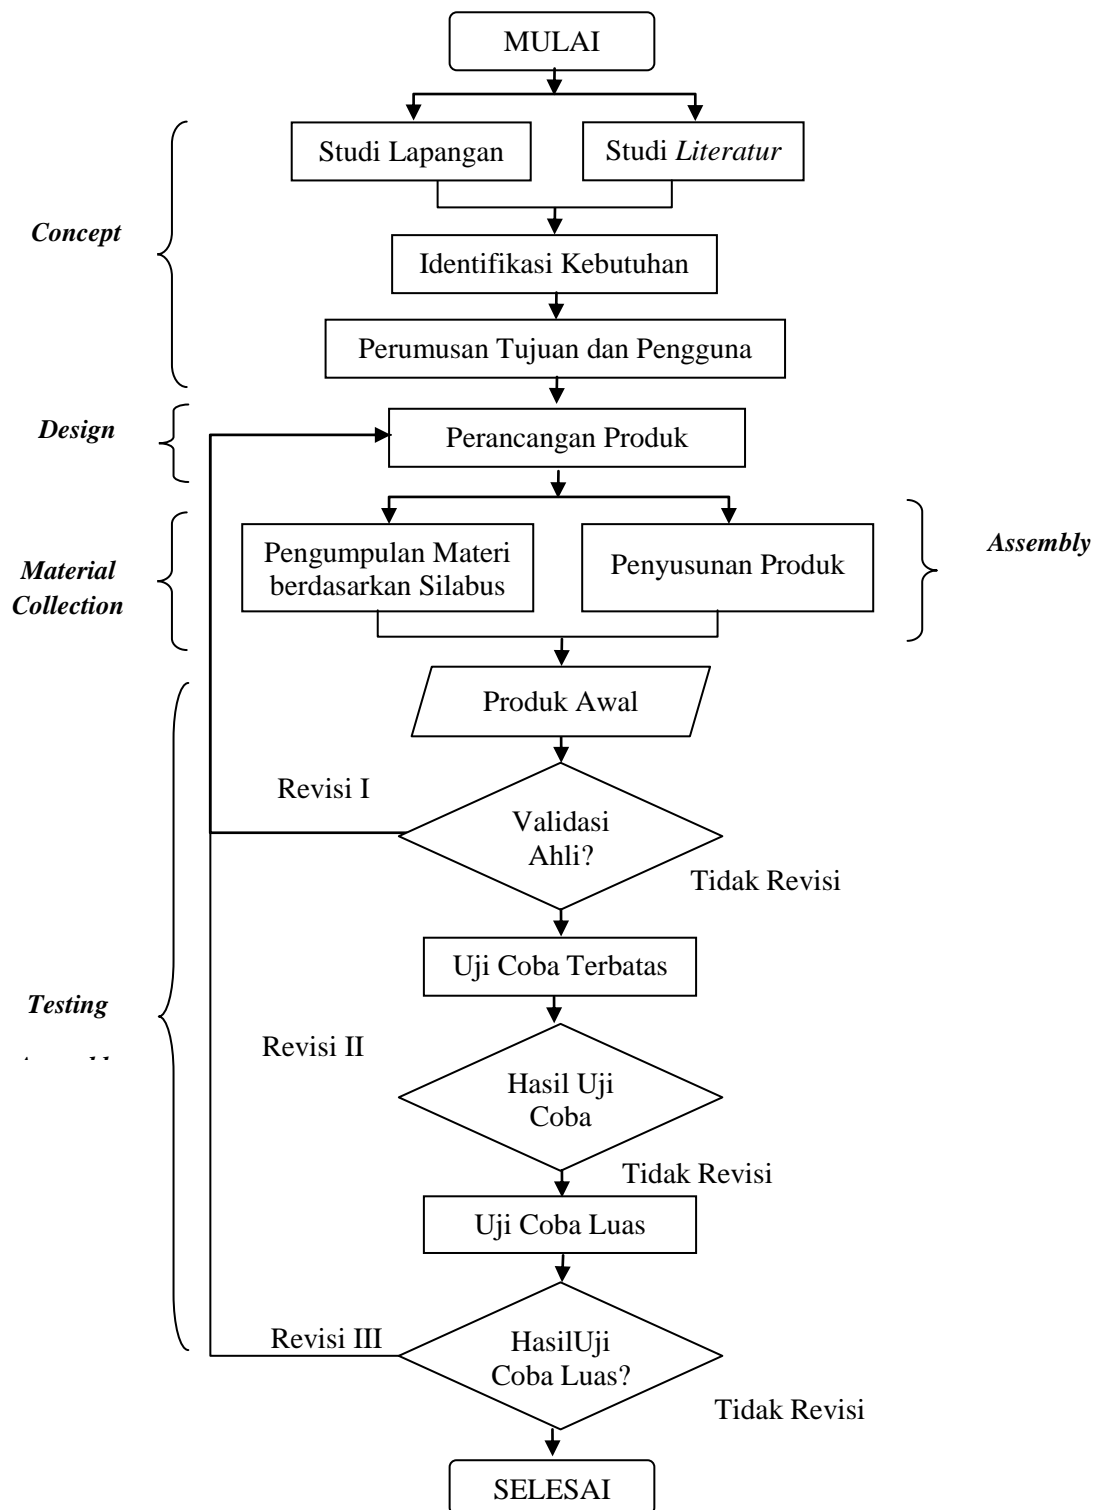 MULAI
Studi Lapangan
Studi Literatur
Concept
Identifikasi Kebutuhan
Perumusan Tujuan dan Pengguna
Design
Perancangan Produk
Material
Collection
Pengumpulan Materi
berdasarkan Silabus
Penyusunan Produk
Assembly
Produk Awal
Revisi I
Validasi
Ahli?
Tidak Revisi
Uji Coba Terbatas
Testing
Revisi II
Hasil Uji
Coba
Tidak Revisi
Uji Coba Luas
Revisi III
HasilUji
Coba Luas?
Tidak Revisi
SELESAI